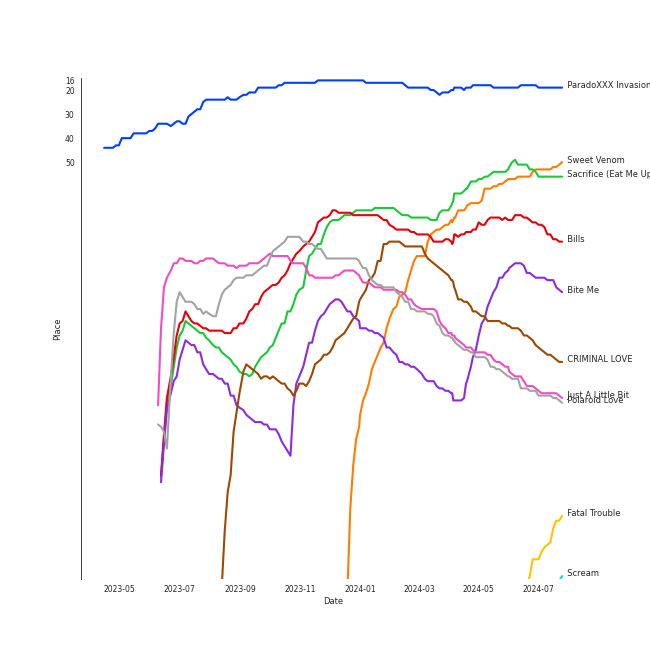 16
20
30
40
50
Place
ParadoXXX Invasion
Sweet Venom
Sacrifice (Eat Me Up
Bills
Bite Me
CRIMINAL LOVE
Just A Little Bit
Polaroid Love
Fatal Trouble
Scream
2023-05 2023-07 2023-09 2023-11 2024-01 2024-03 2024-05 2024-07
Date